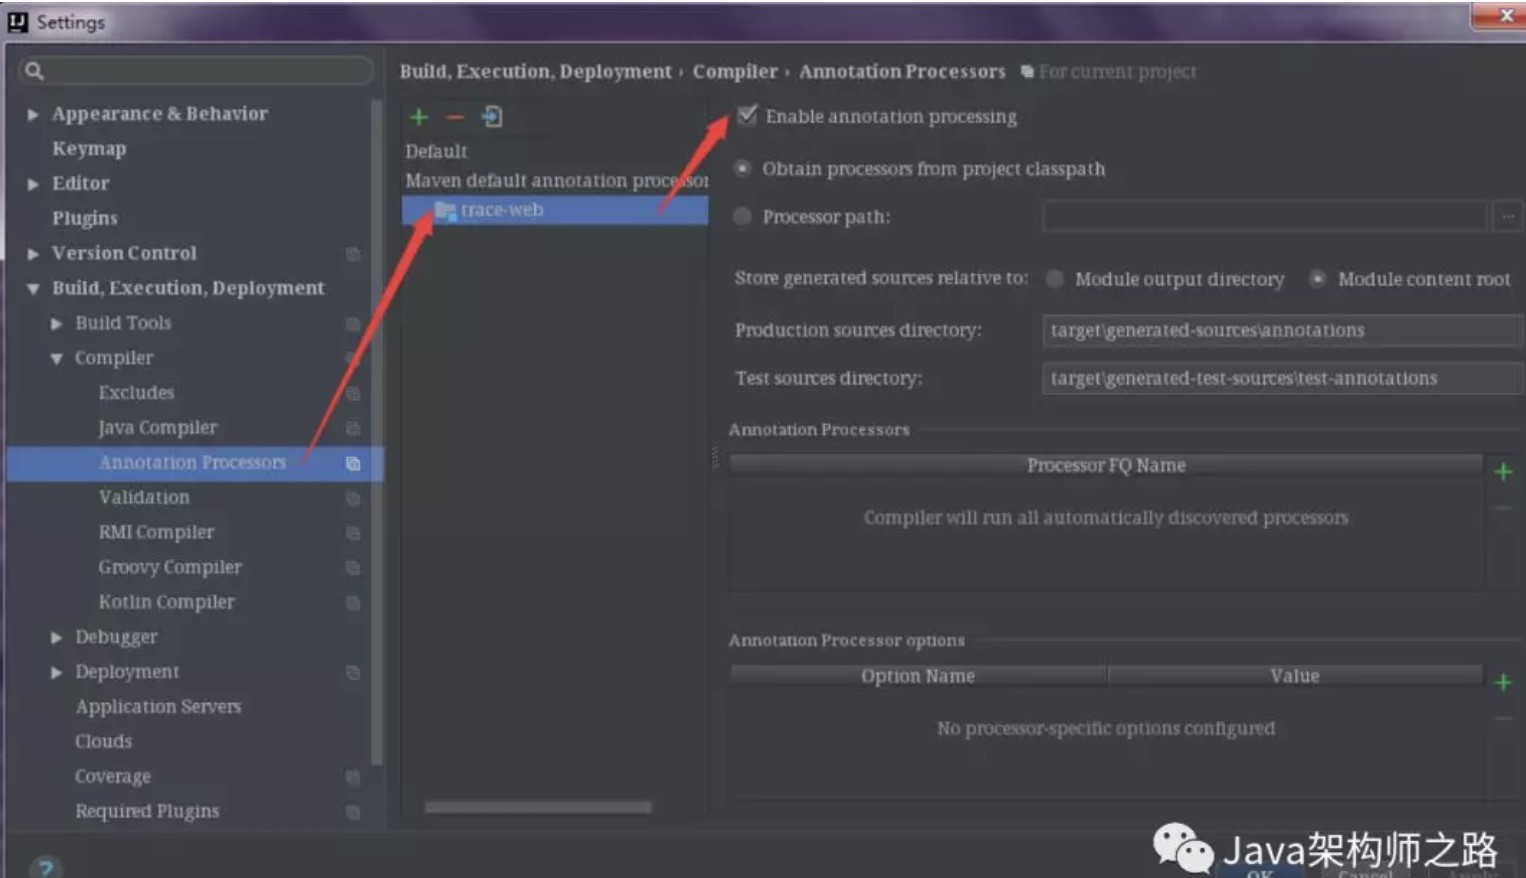 Settings
Appearance & Behavior
Keymap
Editor
Plugins
Version Control
Build, Execution, Deployment
Build Tools
Compiler
Excludes
Java Compiler
Annotation Processors
Validation
RMI Compiler
Groovy Compiler
Kotlin Compiler
Debugger
Deployment
Application Servers
Clouds
Coverage
Required Plugins
?
Build, Execution, Deployment › Compiler › Annotation Processors For current project
Default
Maven default annotation processor
trace-web
Enable annotation processing
Obtain processors from project classpath
Processor path:
...
Store generated sources relative to: Module output directory Module content root
Production sources directory: target\generated-sources\annotations
Test sources directory: target\generated-test-sources\test-annotations
Annotation Processors
Processor FQ Name
Compiler will run all automatically discovered processors
Annotation Processor options
Option Name Value
No processor-specific options configured
Java架构师之路
OK Cancel Apply